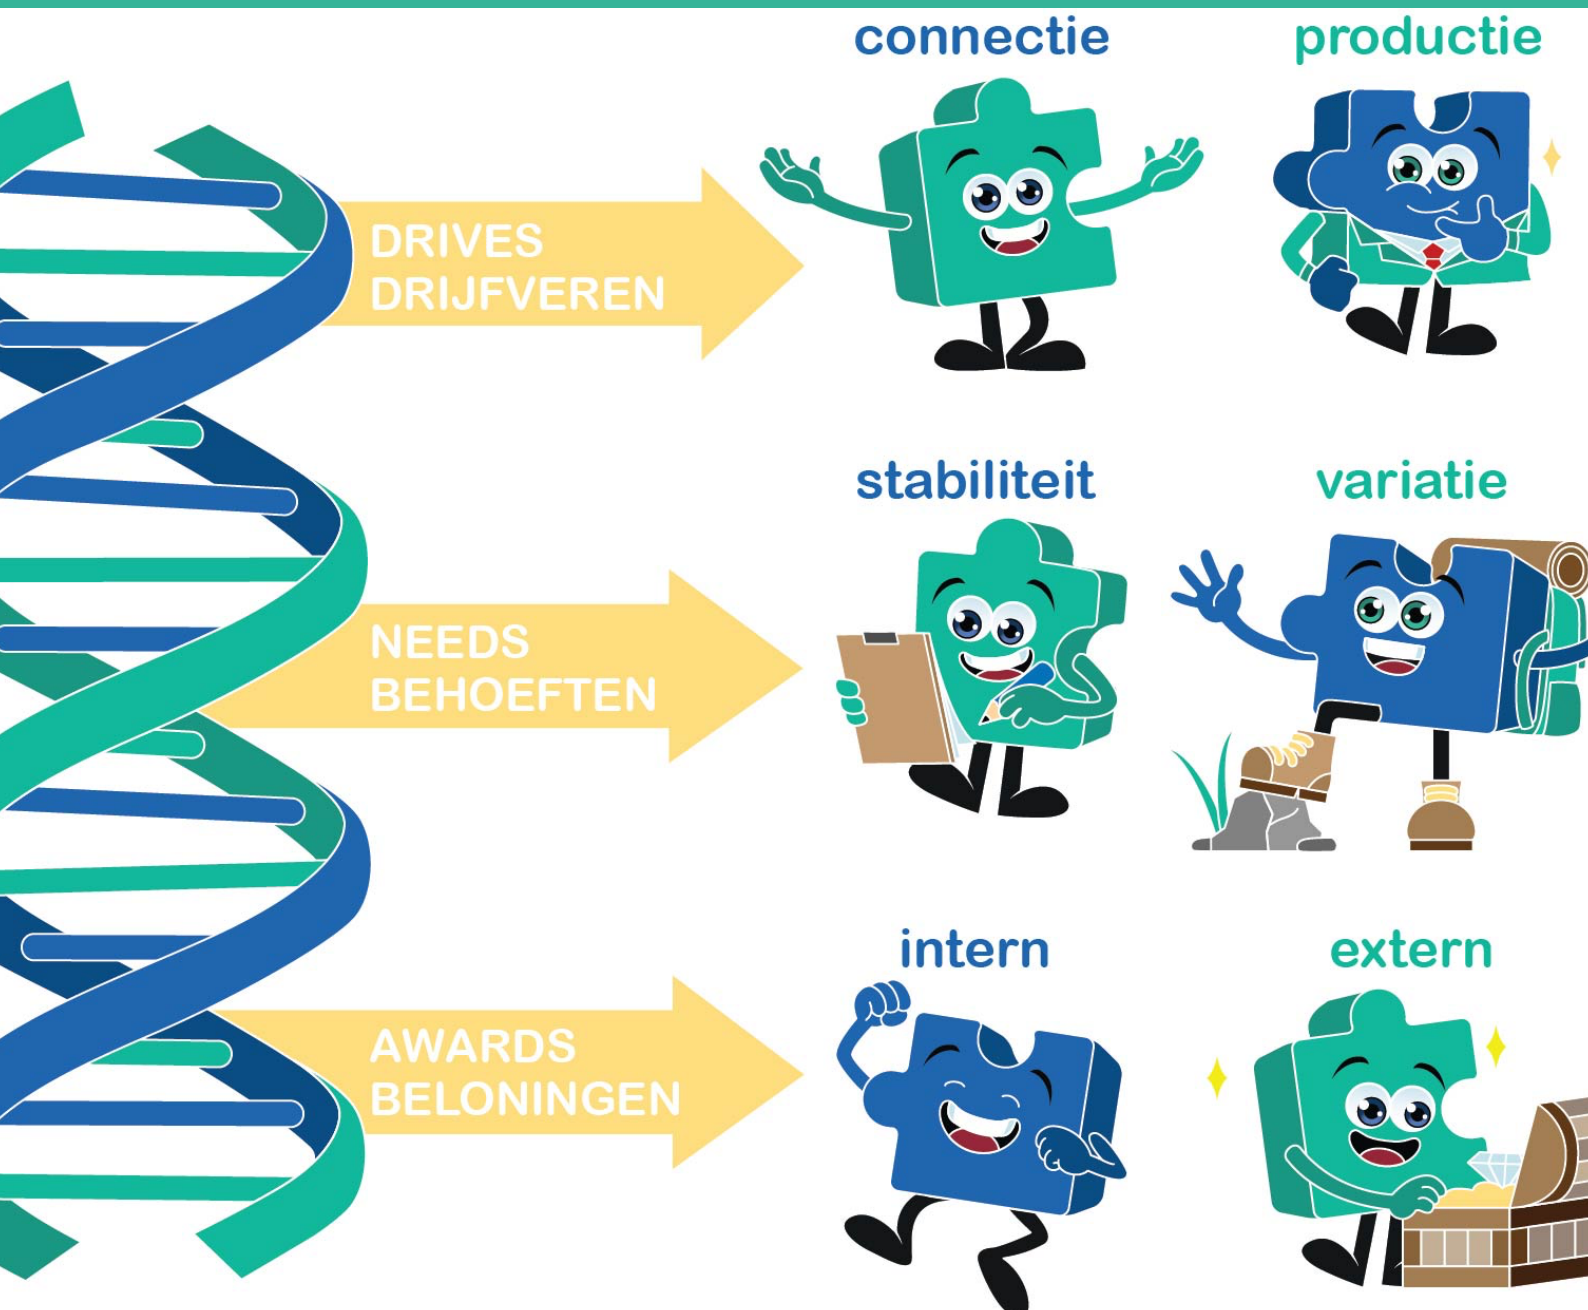 connectie
productie
DRIVES
DRIJFVEREN
stabiliteit
variatie
NEEDS
BEHOEFTEN
intern
extern
AWARDS
BELONINGEN